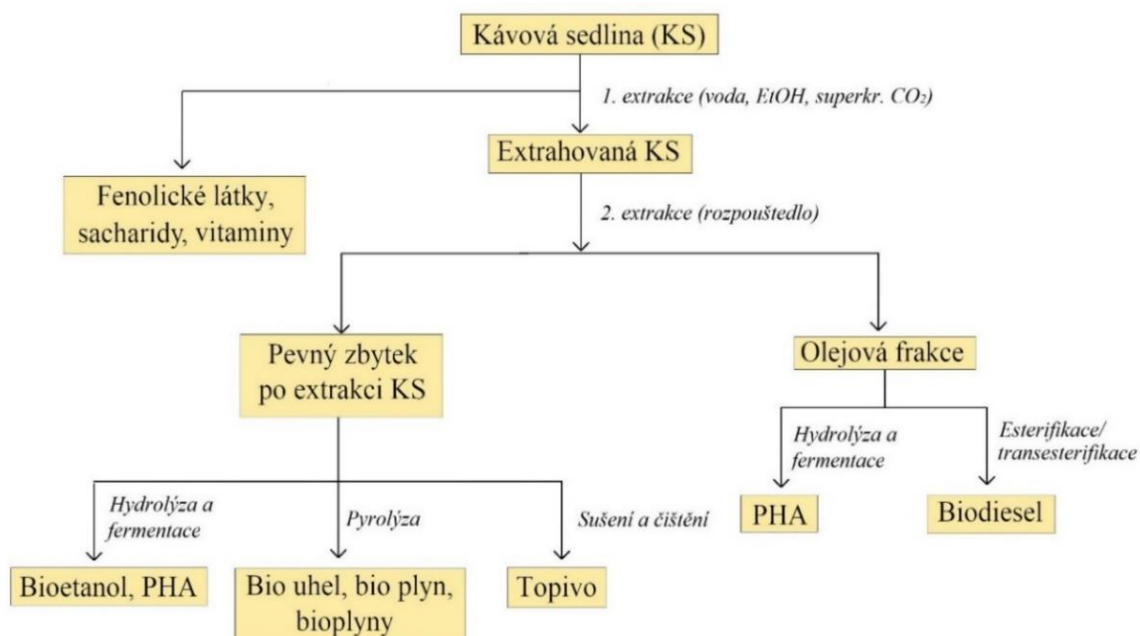 Kávová sedlina (KS)
1. extrakce (voda, EtOH, superkr. CO₂)
Extrahovaná KS
Fenolické látky,
sacharidy, vitaminy
2. extrakce (rozpouštedlo)
Pevný zbytek
po extrakci KS
Olejová frakce
Hydrolýza a
fermentace
Esterifikace/
transesterifikace
PHA
Biodiesel
Hydrolýza a
fermentace
Pyrolýza
Sušení a čištění
Bioetanol, PHA
Bio uhel, bio plyn,
bioplyny
Topivo